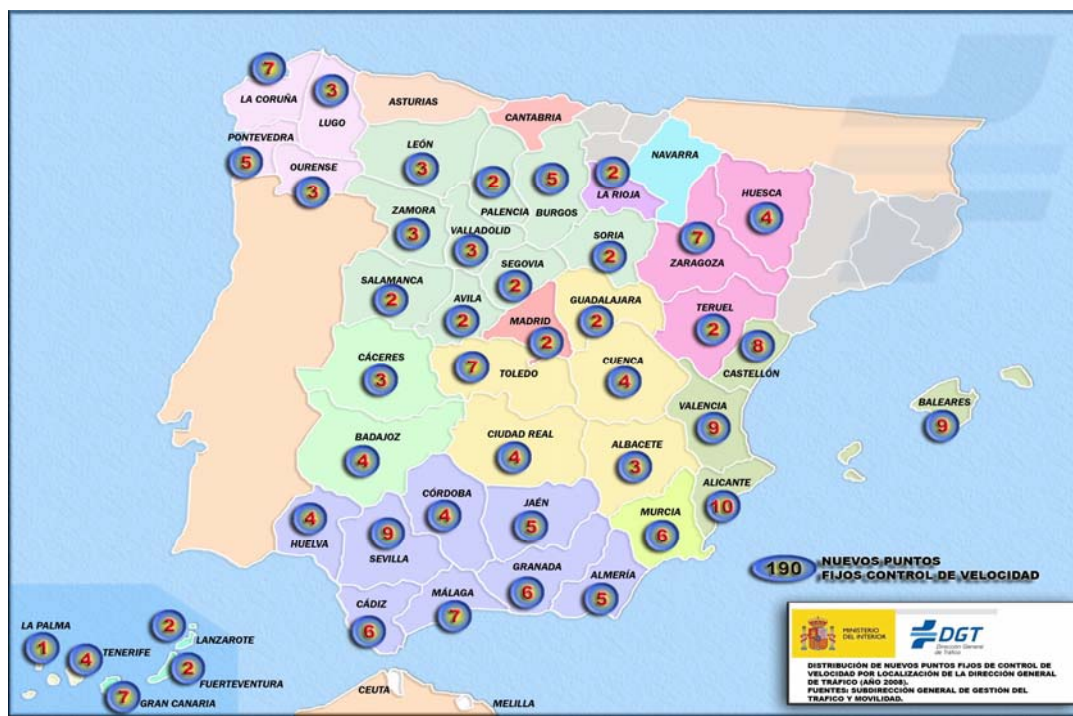 7
LA CORUÑA
3
LUGO
ASTURIAS
CANTABRIA
PONTEVEDRA
5
OURENSE
3
LEÓN
3
2
PALENCIA
5
BURGOS
2
LA RIOJA
NAVARRA
HUESCA
4
ZAMORA
3
VALLADOLID
3
SORIA
2
7
ZARAGOZA
SEGOVIA
2
SALAMANCA
2
AVILA
2
MADRID
2
GUADALAJARA
2
TERUEL
2
8
CASTELLÓN
CÁCERES
3
7
TOLEDO
CUENCA
4
VALENCIA
9
BALEARES
9
BADAJOZ
4
CIUDAD REAL
4
ALBACETE
3
ALICANTE
10
4
HUELVA
9
SEVILLA
CÓRDOBA
4
JAÉN
5
MURCIA
6
GRANADA
6
ALMERÍA
5
CÁDIZ
6
MÁLAGA
7
190 NUEVOS PUNTOS
FIJOS CONTROL DE VELOCIDAD
LA PALMA
1
4
TENERIFE
2
LANZAROTE
2
FUERTEVENTURA
7
GRAN CANARIA
CEUTA
MELILLA
MINISTERIO
DEL INTERIOR
DGT
Dirección General
de Tráfico
DISTRIBUCIÓN DE NUEVOS PUNTOS FIJOS DE CONTROL DE
VELOCIDAD POR LOCALIZACIÓN DE LA DIRECCIÓN GENERAL
DE TRÁFICO (AÑO 2008).
FUENTES: SUBDIRECCIÓN GENERAL DE GESTIÓN DEL
TRAFICO Y MOVILIDAD.